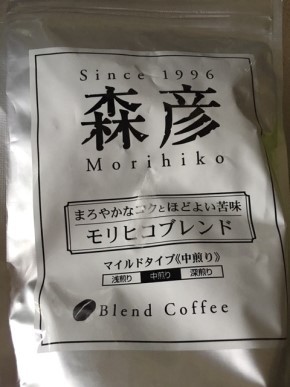 Since 1996
森彦
Morihiko
まろやかなコクとほどよい苦味
モリヒコブレンド
マイルドタイプ《中煎り》
浅煎り 中煎り 深煎り
Blend Coffee